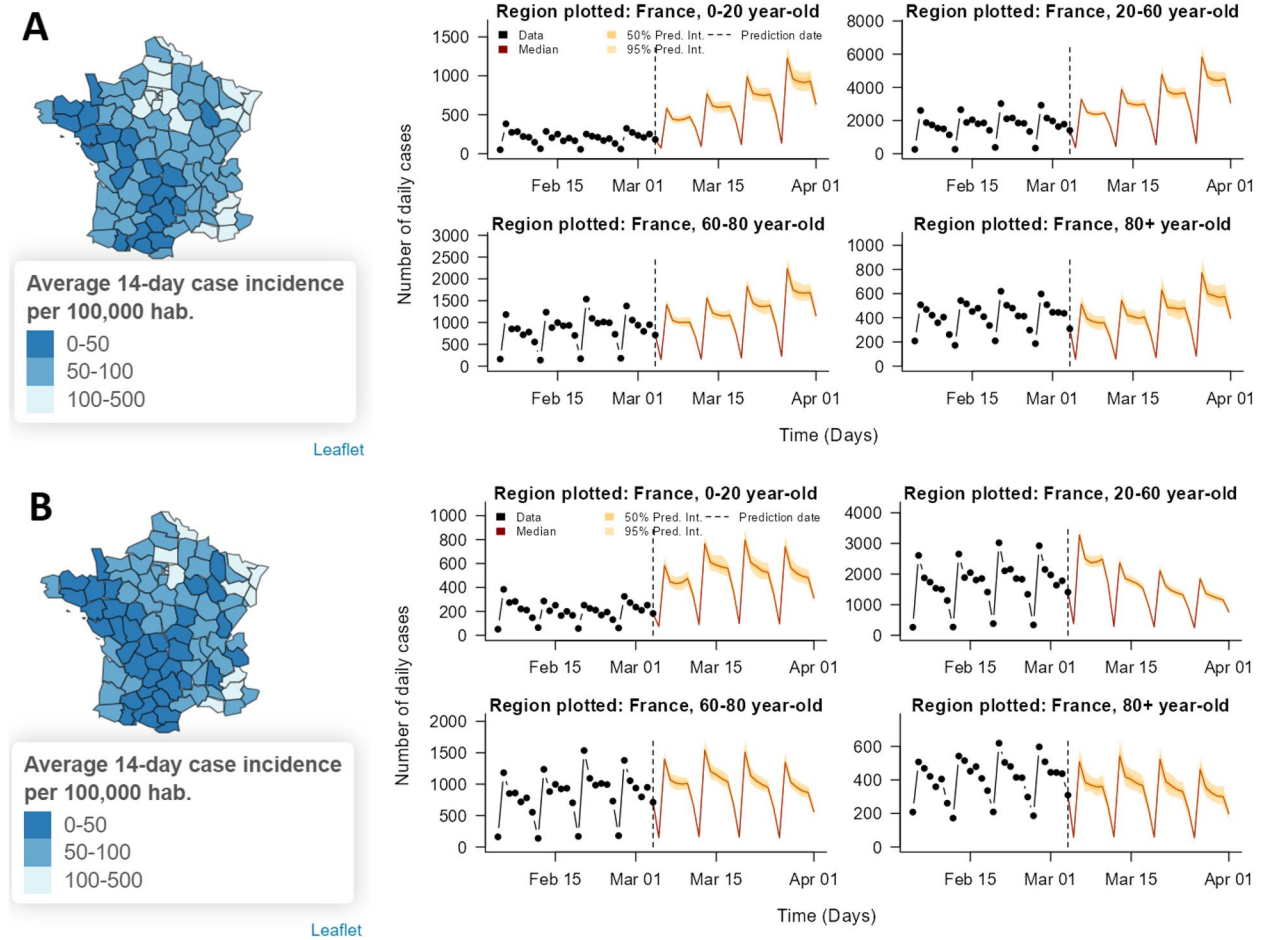 A
Average 14-day case incidence
per 100,000 hab.
0-50
50-100
100-500
Leaflet
Number of daily cases
Region plotted: France, 0-20 year-old
Data
Median
50% Pred. Int.
95% Pred. Int.
Prediction date
1500
1000
500
0
Feb 15
Mar 01
Mar 15
Apr 01
Region plotted: France, 20-60 year-old
8000
6000
4000
2000
0
Feb 15
Mar 01
Mar 15
Apr 01
Region plotted: France, 60-80 year-old
3000
2500
2000
1500
1000
500
0
Feb 15
Mar 01
Mar 15
Apr 01
Region plotted: France, 80+ year-old
1000
800
600
400
200
0
Feb 15
Mar 01
Mar 15
Apr 01
Time (Days)
B
Average 14-day case incidence
per 100,000 hab.
0-50
50-100
100-500
Leaflet
Number of daily cases
Region plotted: France, 0-20 year-old
Data
Median
50% Pred. Int.
95% Pred. Int.
Prediction date
1000
800
600
400
200
0
Feb 15
Mar 01
Mar 15
Apr 01
Region plotted: France, 20-60 year-old
4000
3000
2000
1000
0
Feb 15
Mar 01
Mar 15
Apr 01
Region plotted: France, 60-80 year-old
2000
1500
1000
500
0
Feb 15
Mar 01
Mar 15
Apr 01
Region plotted: France, 80+ year-old
600
400
200
0
Feb 15
Mar 01
Mar 15
Apr 01
Time (Days)